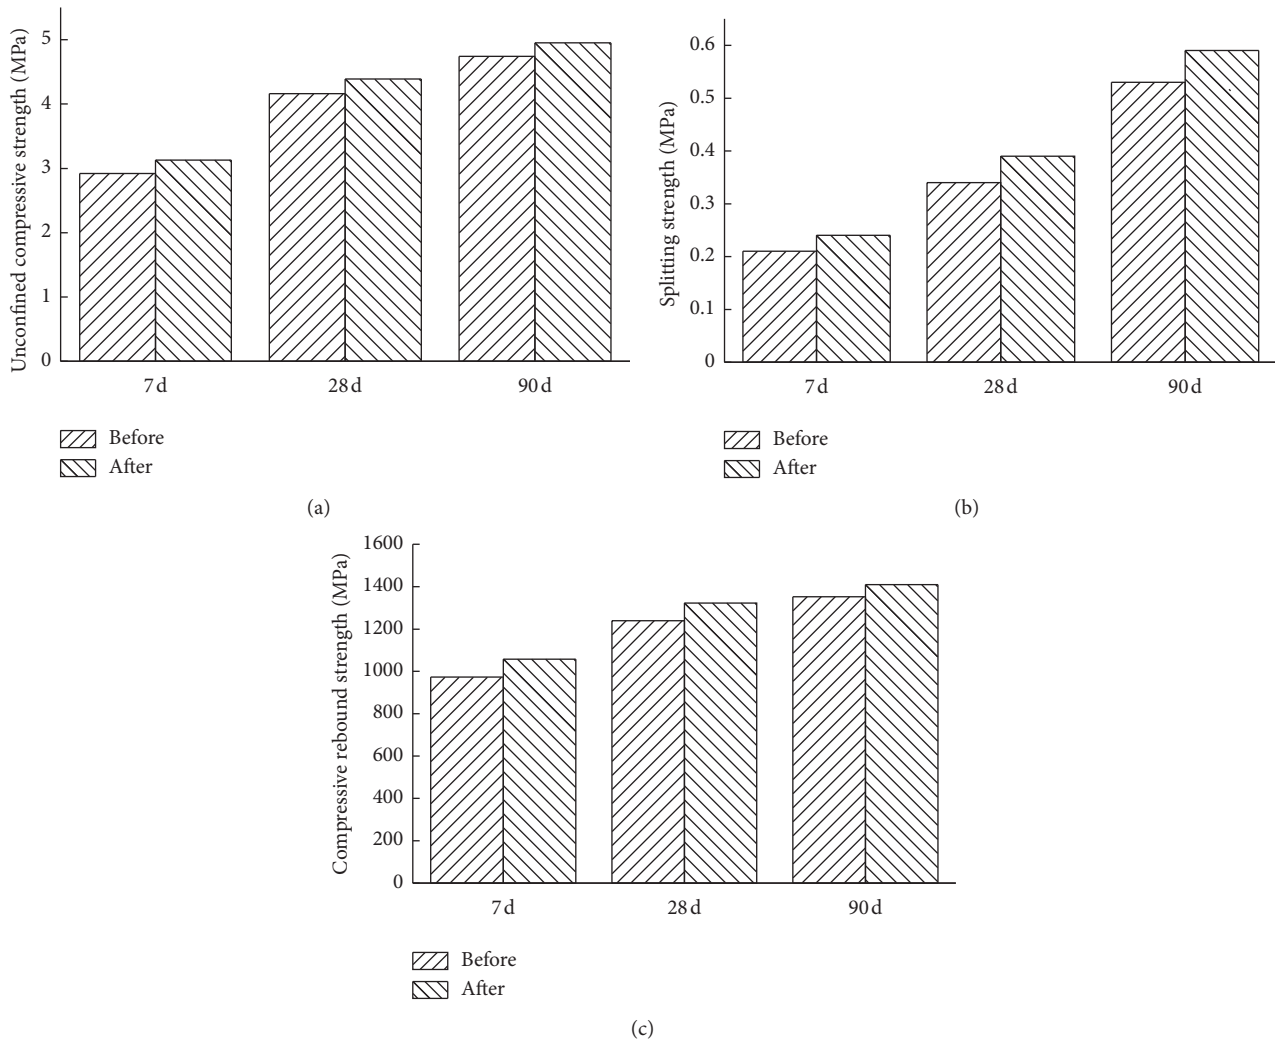 Unconfined compressive strength (MPa)
5
4
3
2
1
0
7 d
28 d
90 d
Before
After
(a)
Splitting strength (MPa)
0.6
0.5
0.4
0.3
0.2
0.1
0
7 d
28 d
90 d
Before
After
(b)
Compressive rebound strength (MPa)
1600
1400
1200
1000
800
600
400
200
0
7 d
28 d
90 d
Before
After
(c)